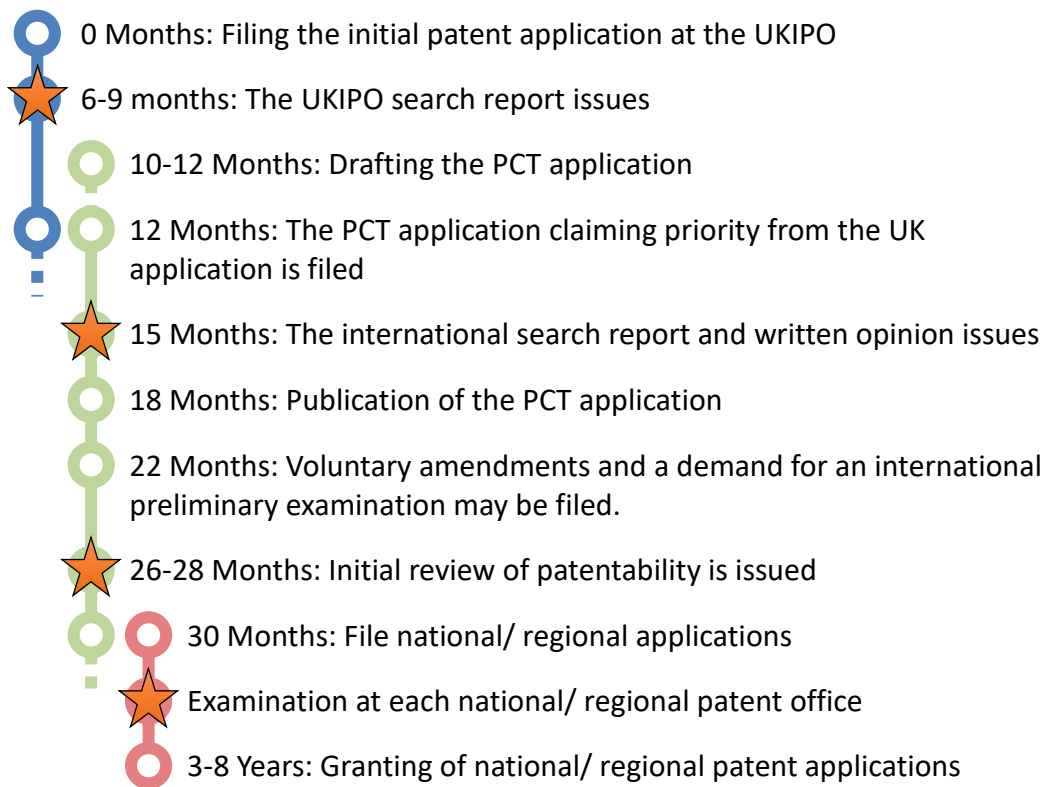 0 Months: Filing the initial patent application at the UKIPO
6-9 months: The UKIPO search report issues
10-12 Months: Drafting the PCT application
12 Months: The PCT application claiming priority from the UK
application is filed
15 Months: The international search report and written opinion issues
18 Months: Publication of the PCT application
22 Months: Voluntary amendments and a demand for an international
preliminary examination may be filed.
26-28 Months: Initial review of patentability is issued
30 Months: File national/ regional applications
Examination at each national/ regional patent office
3-8 Years: Granting of national/ regional patent applications